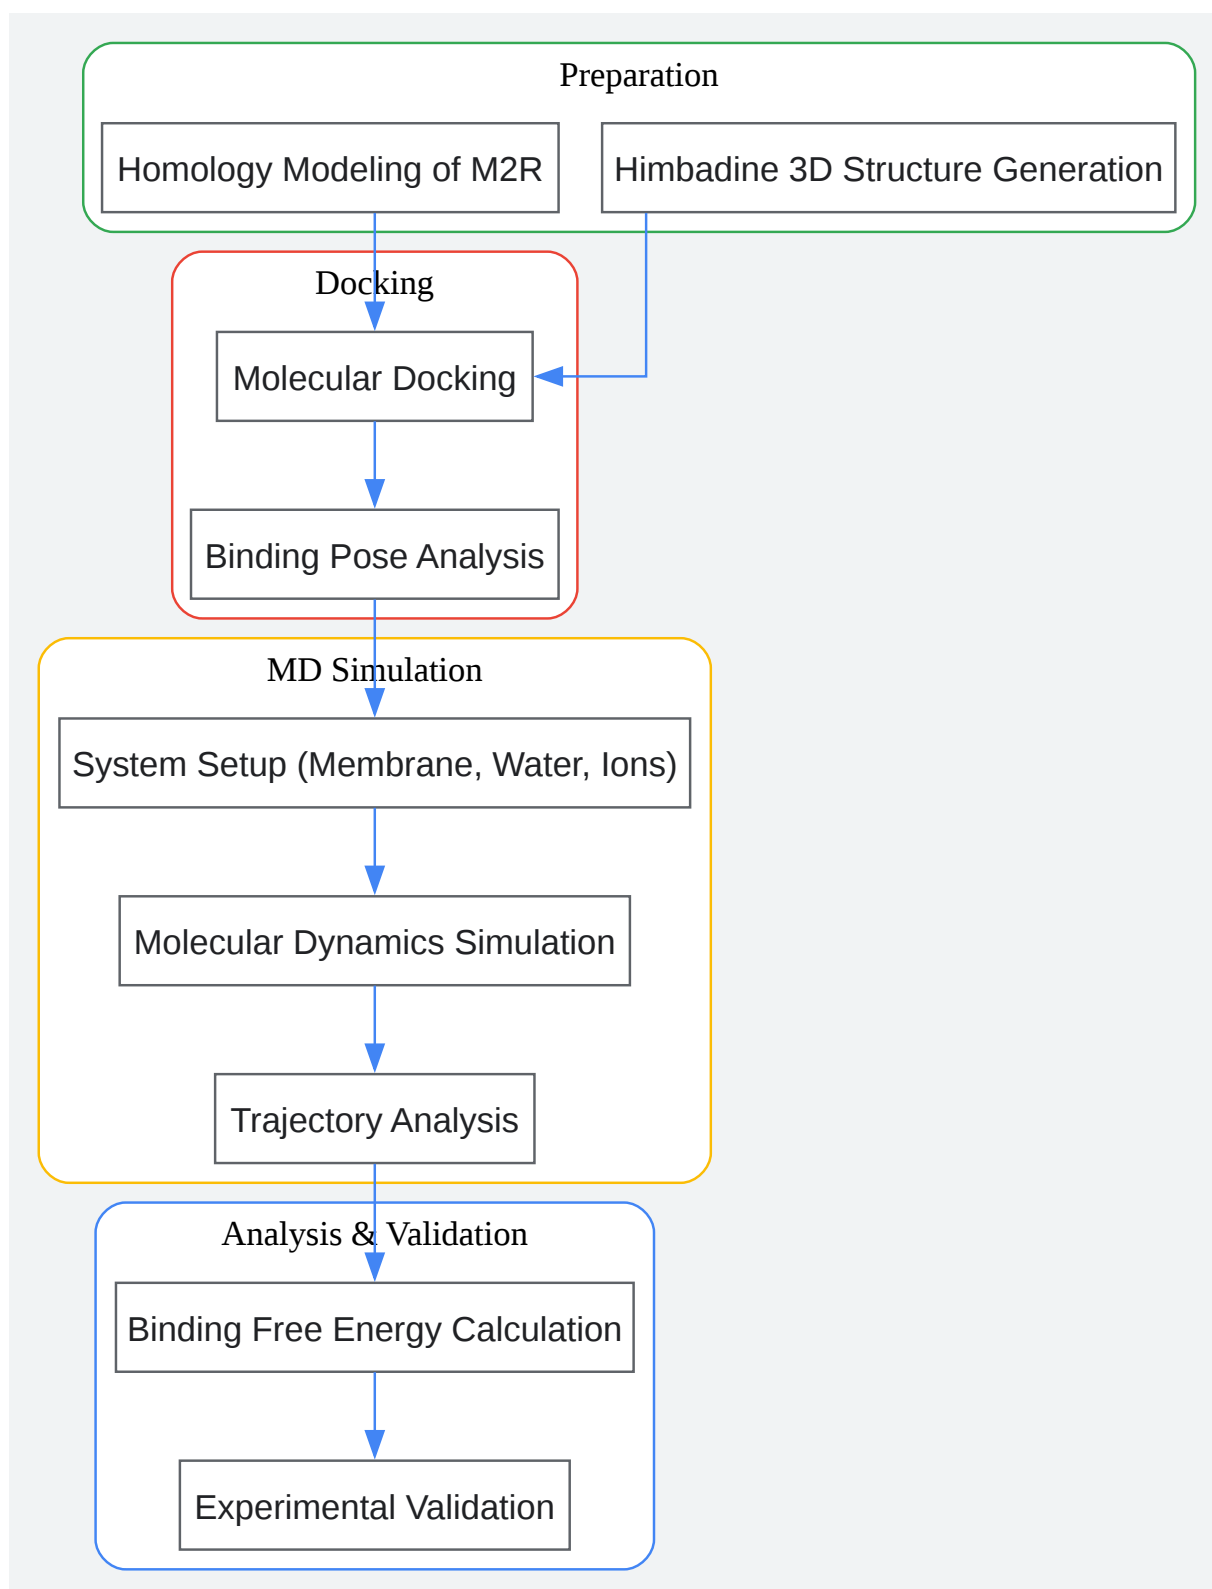 Preparation
Homology Modeling of M2R
Himbadine 3D Structure Generation
Docking
Molecular Docking
Binding Pose Analysis
MD Simulation
System Setup (Membrane, Water, Ions)
Molecular Dynamics Simulation
Trajectory Analysis
Analysis & Validation
Binding Free Energy Calculation
Experimental Validation